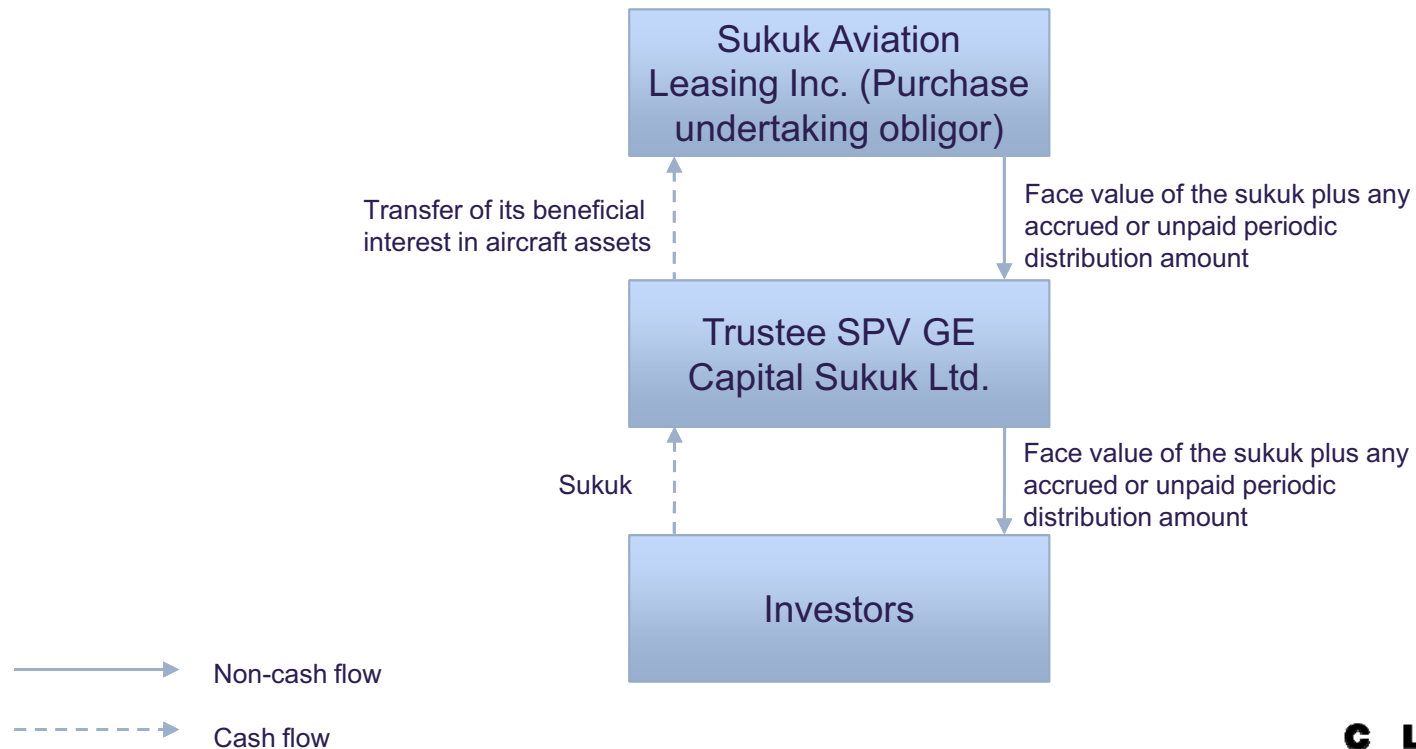 Sukuk Aviation
Leasing Inc. (Purchase
undertaking obligor)
Transfer of its beneficial
interest in aircraft assets
Face value of the sukuk plus any
accrued or unpaid periodic
distribution amount
Trustee SPV GE
Capital Sukuk Ltd.
Sukuk
Face value of the sukuk plus any
accrued or unpaid periodic
distribution amount
Investors
Non-cash flow
Cash flow
C L